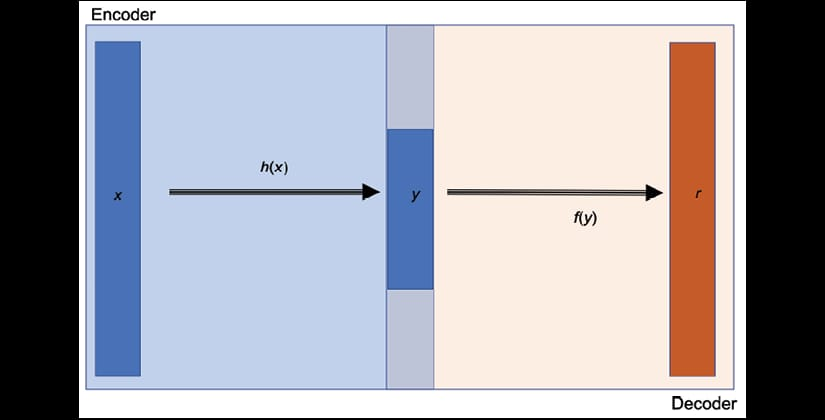 Encoder
h(x)
x
y
r
f(y)
Decoder